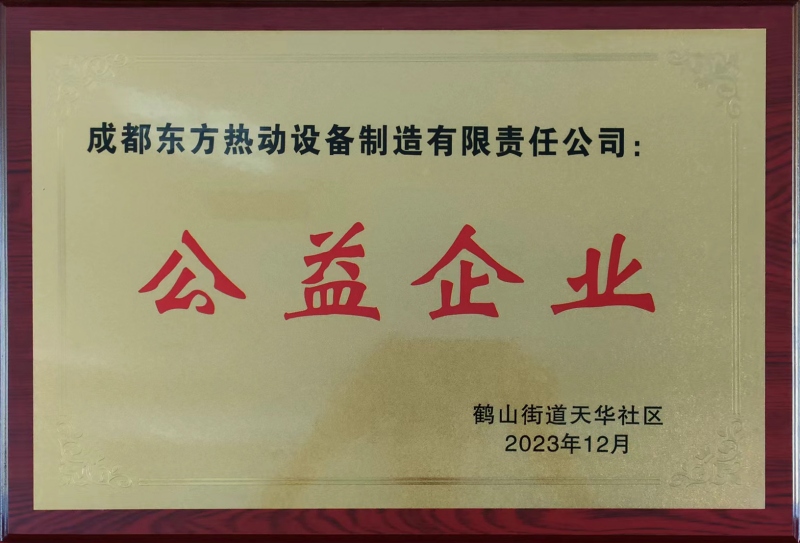 成都东方热动设备制造有限责任公司：
公益企业
鹤山街道天华社区
2023年12月